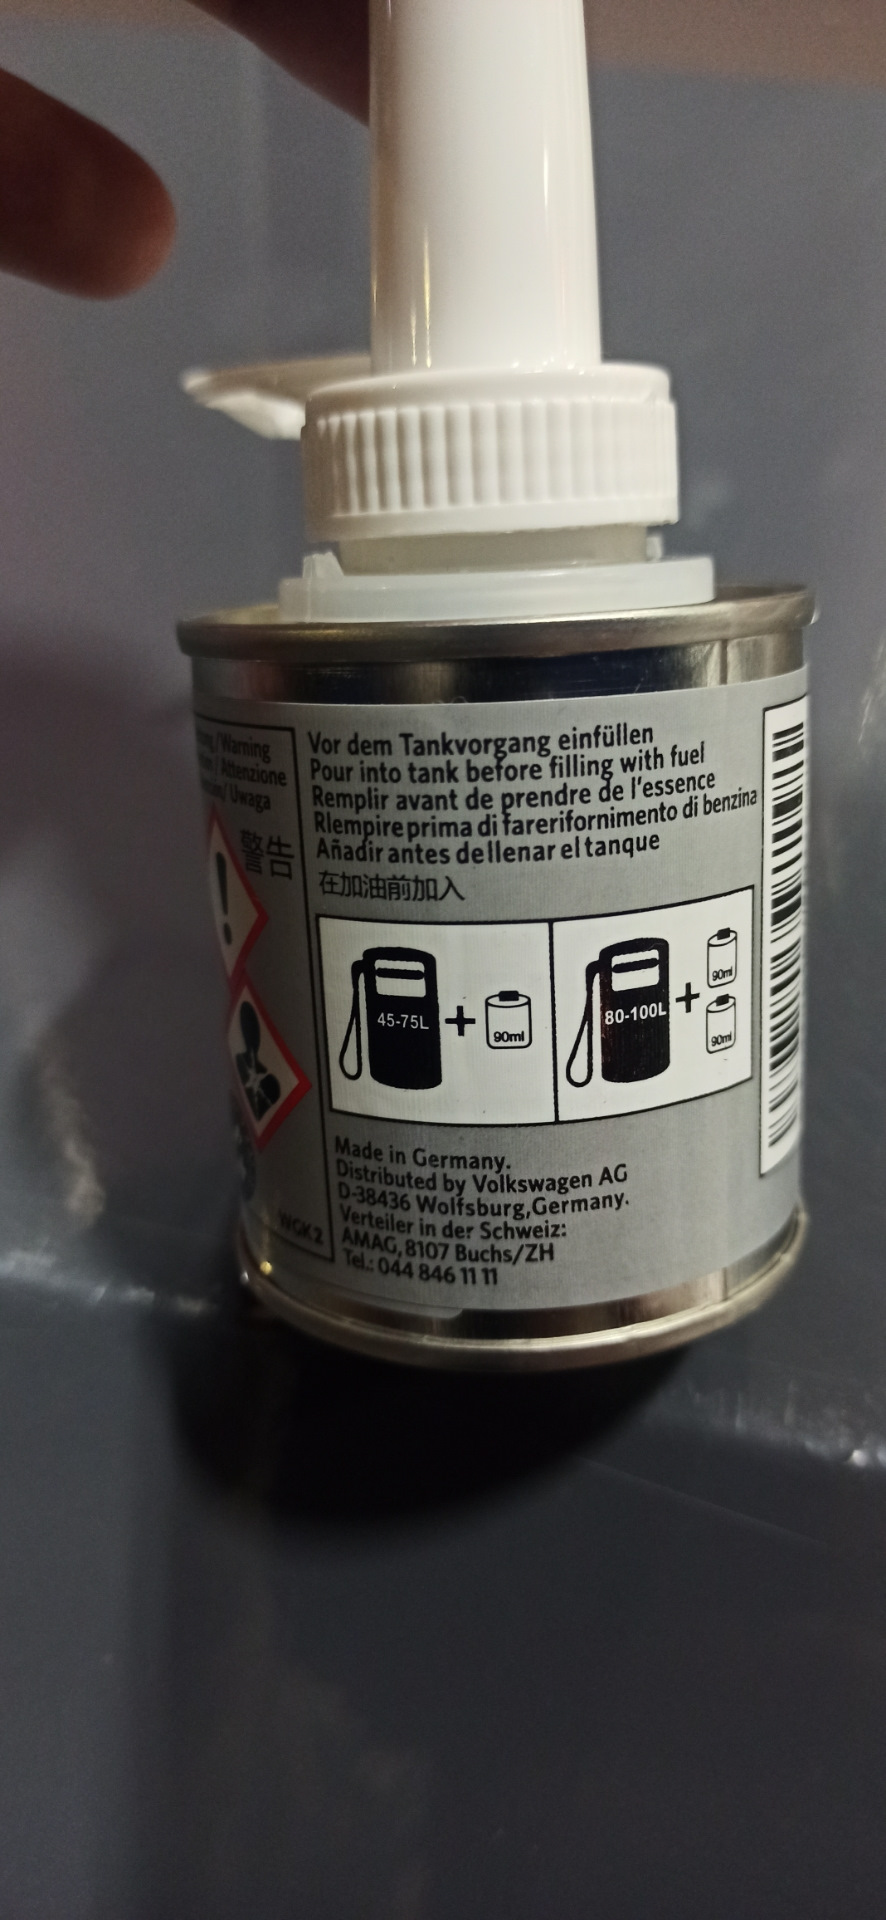 /Warning
/ Attenzione
/ Uwaga
警告
WGK 2
Vor dem Tankvorgang einfüllen
Pour into tank before filling with fuel
Remplir avant de prendre de l'essence
RIempire prima di farerifornimento di benzina
Añadir antes de llenar el tanque
在加油前加入
45-75L + 90ml
80-100L + 90ml
90ml
Made in Germany.
Distributed by Volkswagen AG
D-38436 Wolfsburg,Germany.
Verteiler in der Schweiz:
AMAG, 8107 Buchs/ZH
Tel.: 044 846 11 11